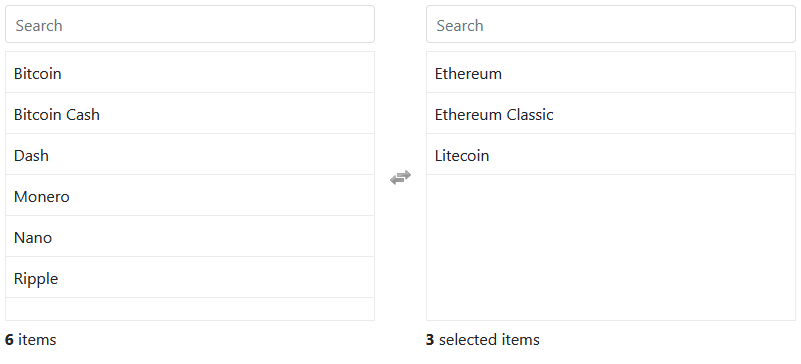 Search
Bitcoin
Bitcoin Cash
Dash
Monero
Nano
Ripple
6 items
Search
Ethereum
Ethereum Classic
Litecoin
3 selected items